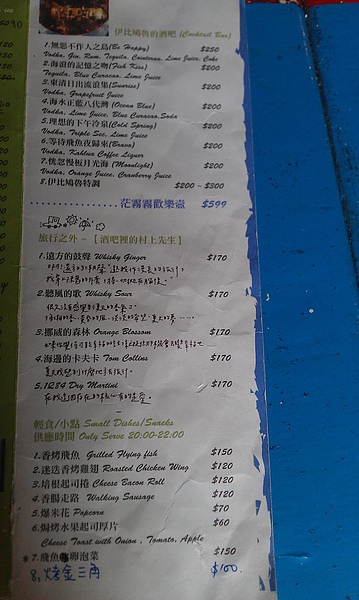 伊比鳩魯的酒吧 (Cocktail Bar)
1.無惡不作人之島(Be Happy) $250
Vodka, Gin, Rum, Tequila, Cointeau, Lime Juice, Coke
2.海浪的記憶之吻(Fish Kiss) $200
Tequila, Blue Curacao, Lime Juice
3.東清日出流浪集(Sunrise) $200
Vodka, Grapefruit Juice
4.海水正藍八代灣 (Ocean Blue) $200
Vodka, Lime Juice, Blue Curacao,Soda
5.理想的下午冷泉(Cold Spring) $200
Vodka, Triple Sec, Lime Juice
6.等待飛魚夜歸來(Bravo) $200
Vodka, Kahlua Coffee Liquer
7.恍惚慢板月光海 (Moonlight) $200
Vodka, Orange Juice, Cranberry Juice
8.伊比鳩魯特調 $200 ~ $300
茫霧霧歡樂壺 $599
旅行之外 ~【酒吧裡的村上先生】
1.遠方的鼓聲 Whisky Ginger $170
2.聽風的歌 Whisky Sour $170
3.挪威的森林 Orange Blossom $170
4.海邊的卡夫卡 Tom Collins $170
5.1Q84 Dry Martini $170
輕食/小點 Small Dishes/Snacks
供應時間 Only Serve 20:00-22:00
1.香烤飛魚 Grilled Flying fish $150
2.迷迭香烤雞翅 Roasted Chicken Wing $120
3.培根起司捲 Cheese Bacon Roll $120
4.香腸走路 Walking Sausage $120
5.爆米花 Popcorn $70
6.焗烤水果起司厚片 $60
Cheese Toast with Onion , Tomato, Apple
*7.飛魚卵泡菜 $150
8、烤金三角 $100